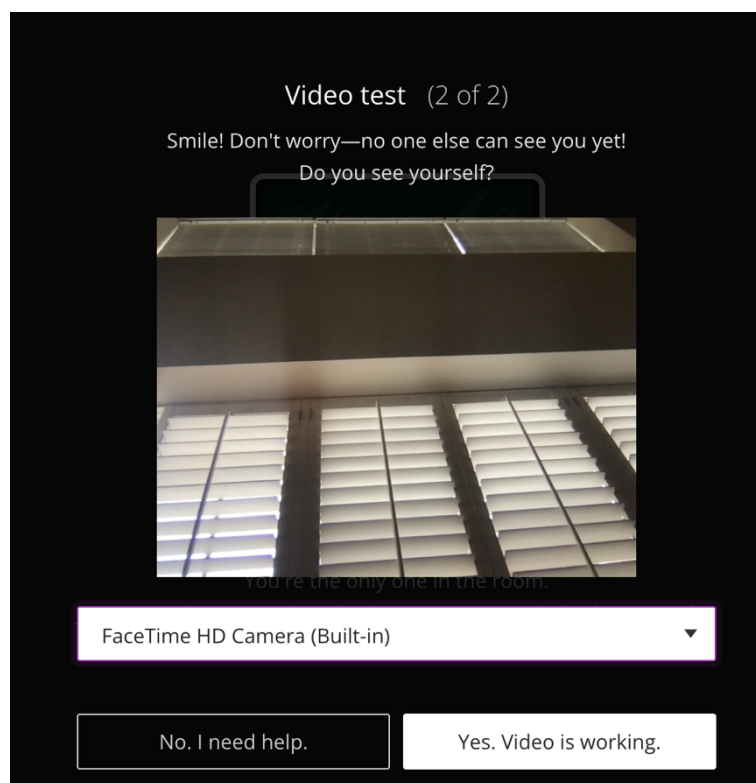 Video test (2 of 2)
Smile! Don't worry—no one else can see you yet!
Do you see yourself?
You're the only one in the room.
FaceTime HD Camera (Built-in)
No. I need help.
Yes. Video is working.